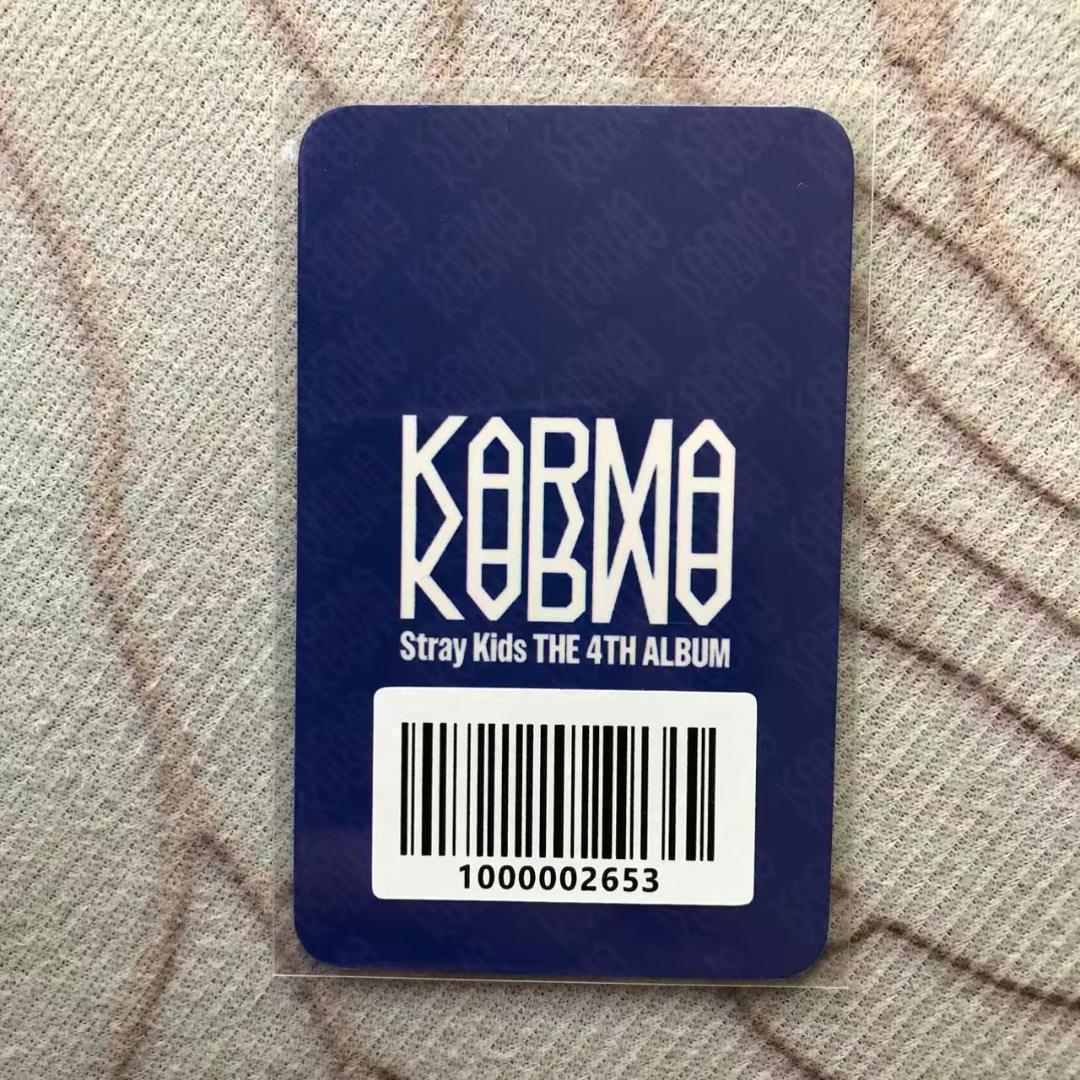 KARMA
Stray Kids THE 4TH ALBUM
1000002653